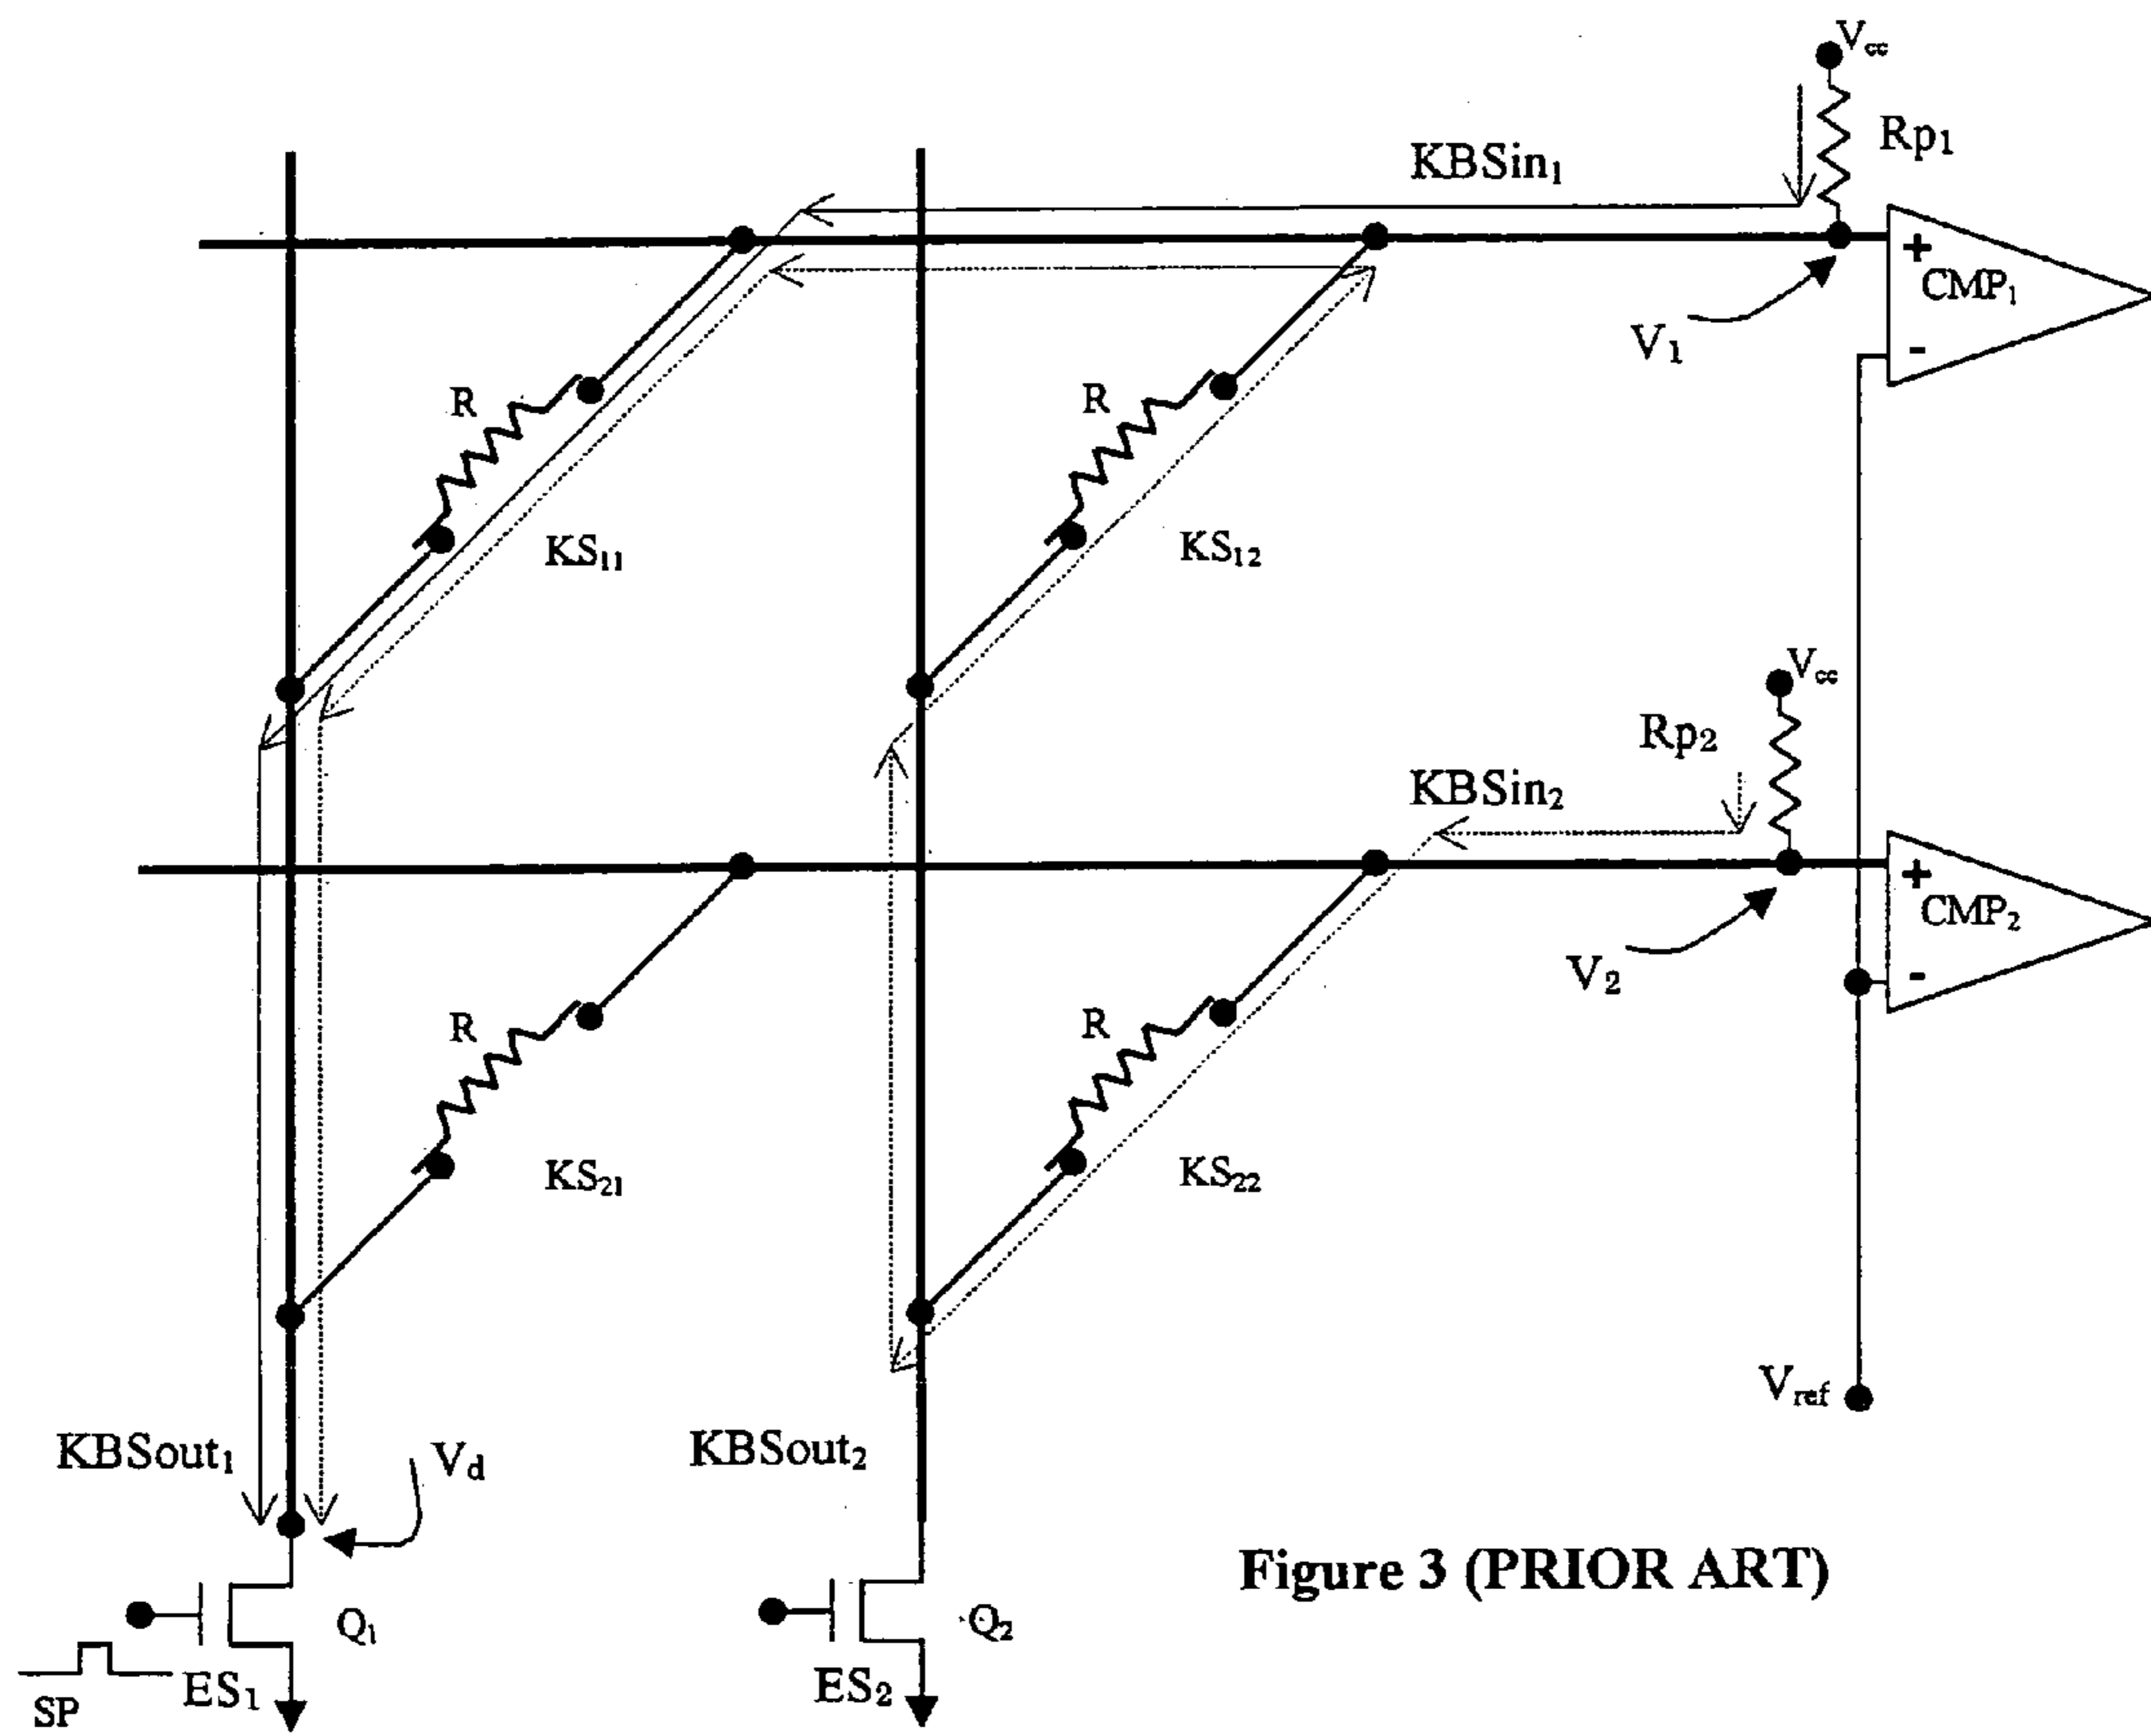 Vcc
Rp1
KBSin1
+
CMP1
V1
-
R
R
KS11
KS12
Vcc
Rp2
KBSin2
+
CMP2
V2
-
R
R
KS21
KS22
Vref
KBSout1
Vd
KBSout2
Figure 3 (PRIOR ART)
Q1
Q2
ES1
ES2
SP